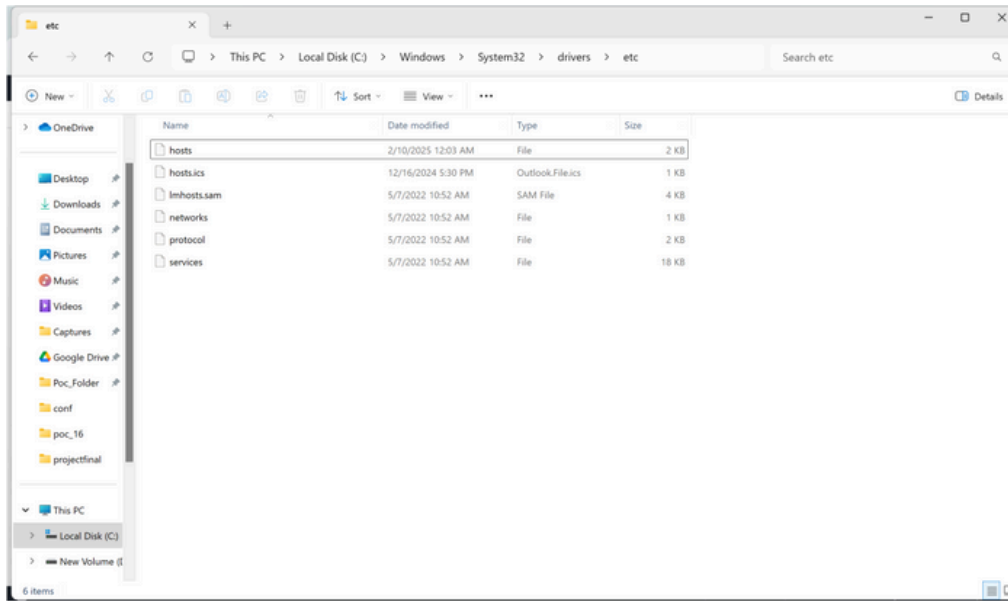 etc
This PC > Local Disk (C:) > Windows > System32 > drivers > etc
Search etc
New
Sort
View
Details
OneDrive
Desktop
Downloads
Documents
Pictures
Music
Videos
Captures
Google Drive
Poc_Folder
conf
poc_16
projectfinal
This PC
Local Disk (C:)
New Volume (
Name Date modified Type Size
hosts 2/10/2025 12:03 AM File 2 KB
hosts.ics 12/16/2024 5:30 PM Outlook.File.ics 1 KB
lmhosts.sam 5/7/2022 10:52 AM SAM File 4 KB
networks 5/7/2022 10:52 AM File 1 KB
protocol 5/7/2022 10:52 AM File 2 KB
services 5/7/2022 10:52 AM File 18 KB
6 items